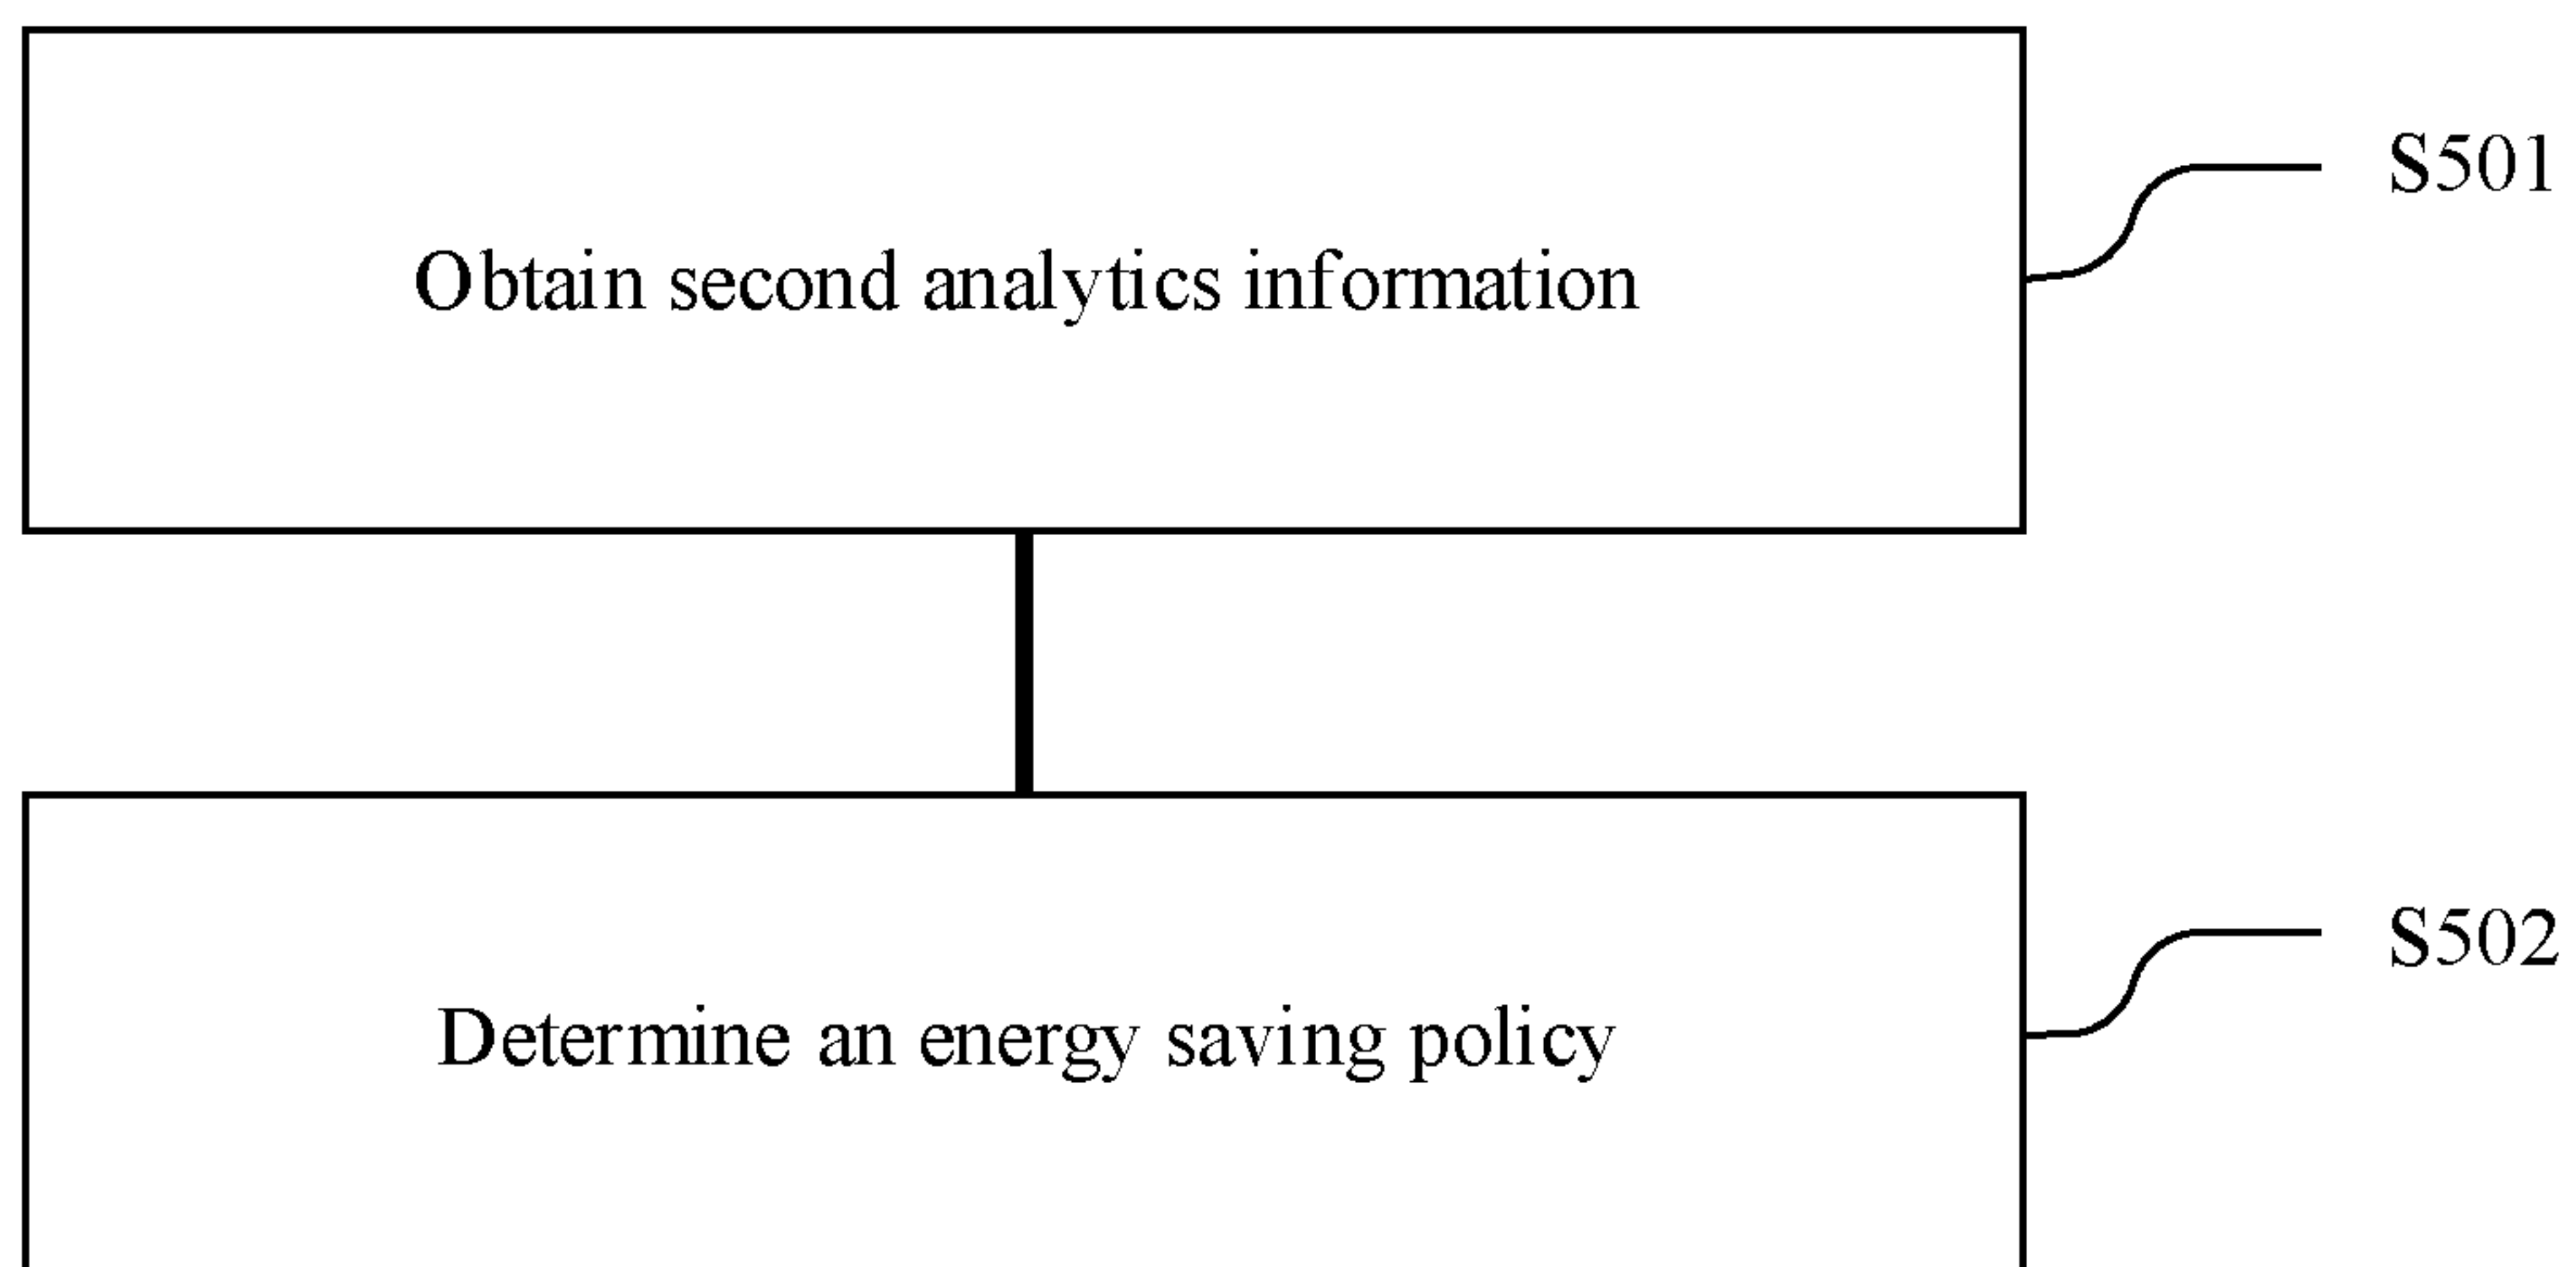 S501
Obtain second analytics information
S502
Determine an energy saving policy